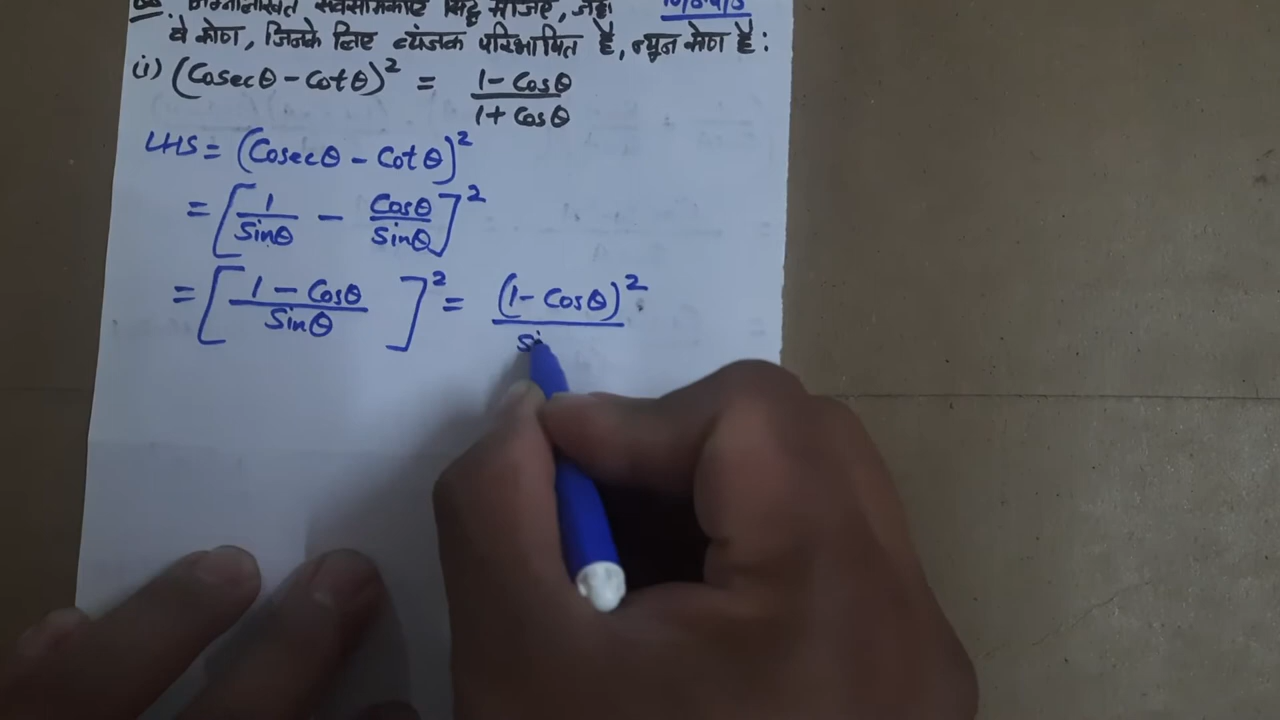 वे कोण, जिनके लिए व्यंजक परिभाषित है, न्यून कोण है :
(i) (Cosecθ - Cotθ)² = (1 - Cosθ)/(1 + Cosθ)
LHS = (Cosecθ - Cotθ)²
= [1/Sinθ - Cosθ/Sinθ]²
= [(1 - Cosθ)/Sinθ]² = (1 - Cosθ)²/Si